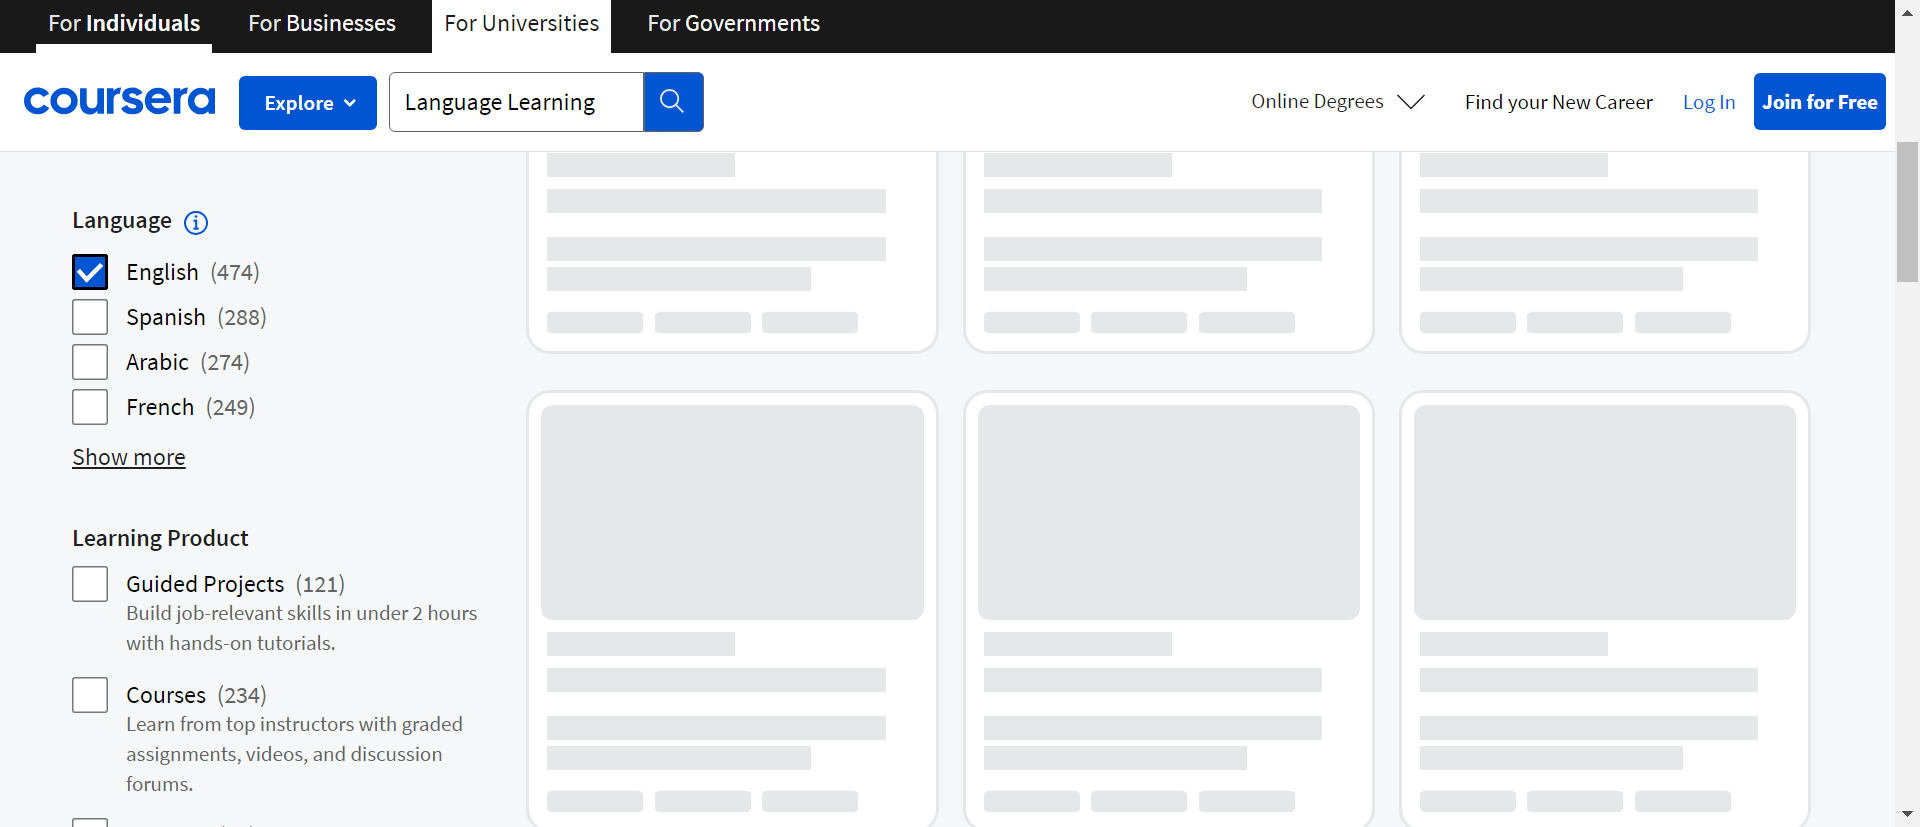 For Individuals For Businesses For Universities For Governments
coursera Explore Language Learning Online Degrees Find your New Career Log In Join for Free
Language
English (474)
Spanish (288)
Arabic (274)
French (249)
Show more
Learning Product
Guided Projects (121)
Build job-relevant skills in under 2 hours
with hands-on tutorials.
Courses (234)
Learn from top instructors with graded
assignments, videos, and discussion
forums.